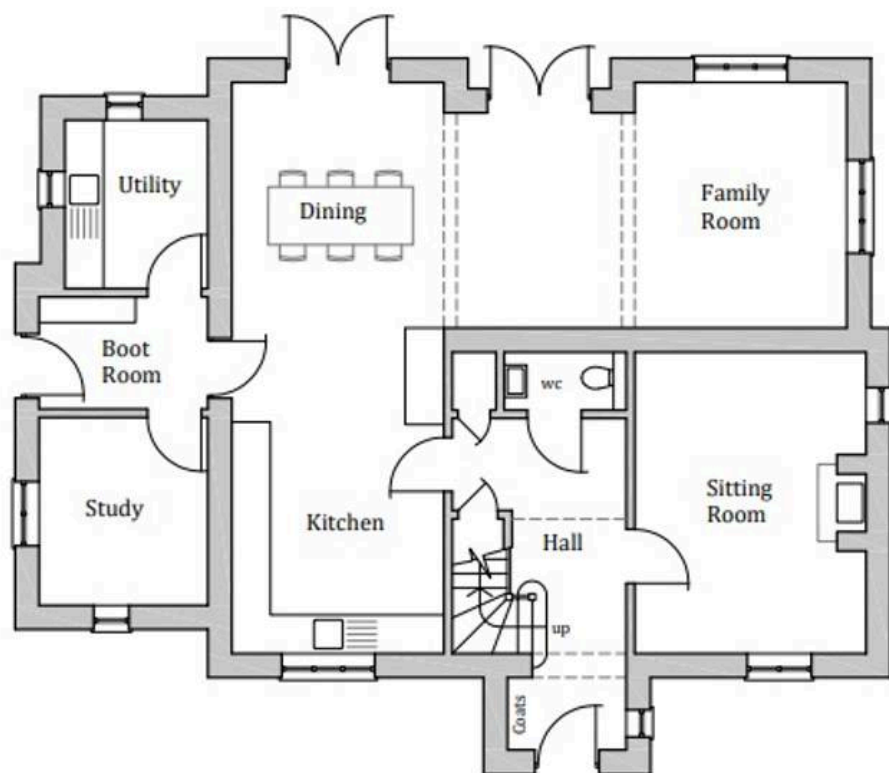 Utility
Dining
Family
Room
Boot
Room
wc
Study
Kitchen
Hall
Sitting
Room
up
Coats